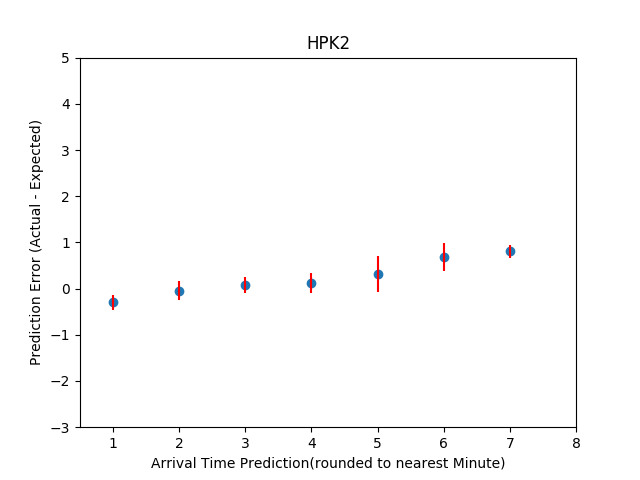 HPK2
5
4
3
2
1
0
−1
−2
−3
Prediction Error (Actual - Expected)
1 2 3 4 5 6 7 8
Arrival Time Prediction(rounded to nearest Minute)